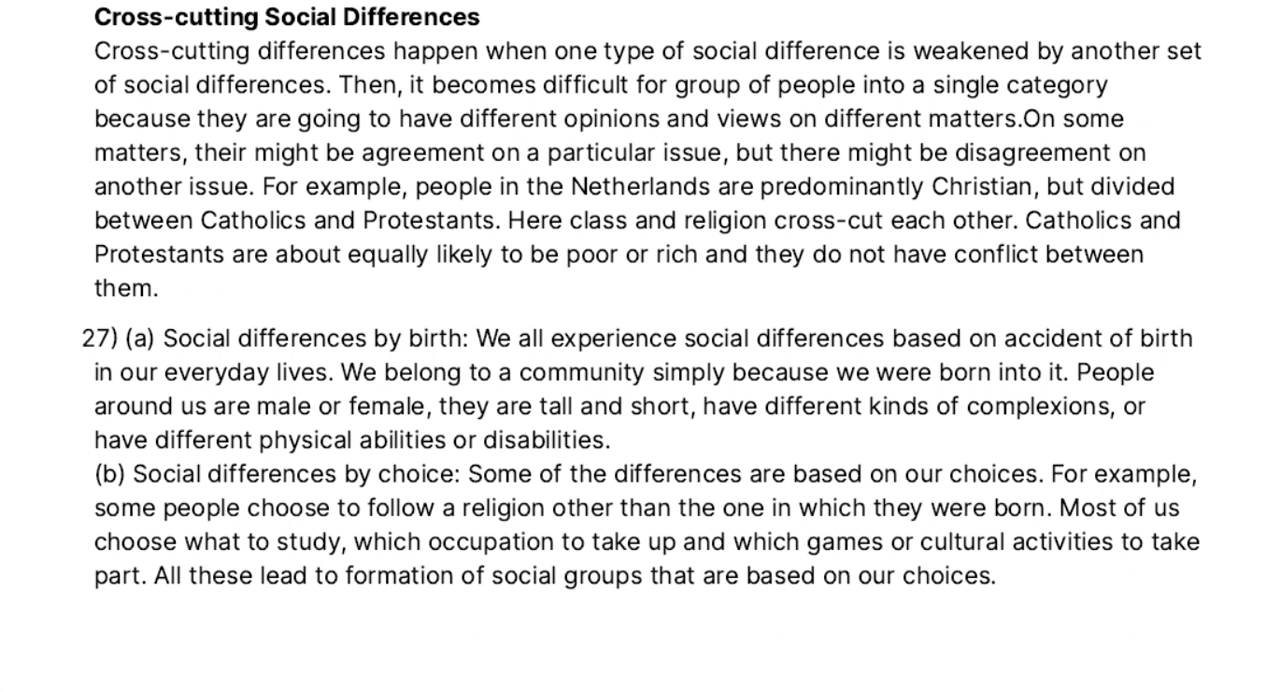 Cross-cutting Social Differences
Cross-cutting differences happen when one type of social difference is weakened by another set
of social differences. Then, it becomes difficult for group of people into a single category
because they are going to have different opinions and views on different matters.On some
matters, their might be agreement on a particular issue, but there might be disagreement on
another issue. For example, people in the Netherlands are predominantly Christian, but divided
between Catholics and Protestants. Here class and religion cross-cut each other. Catholics and
Protestants are about equally likely to be poor or rich and they do not have conflict between
them.
27) (a) Social differences by birth: We all experience social differences based on accident of birth
in our everyday lives. We belong to a community simply because we were born into it. People
around us are male or female, they are tall and short, have different kinds of complexions, or
have different physical abilities or disabilities.
(b) Social differences by choice: Some of the differences are based on our choices. For example,
some people choose to follow a religion other than the one in which they were born. Most of us
choose what to study, which occupation to take up and which games or cultural activities to take
part. All these lead to formation of social groups that are based on our choices.